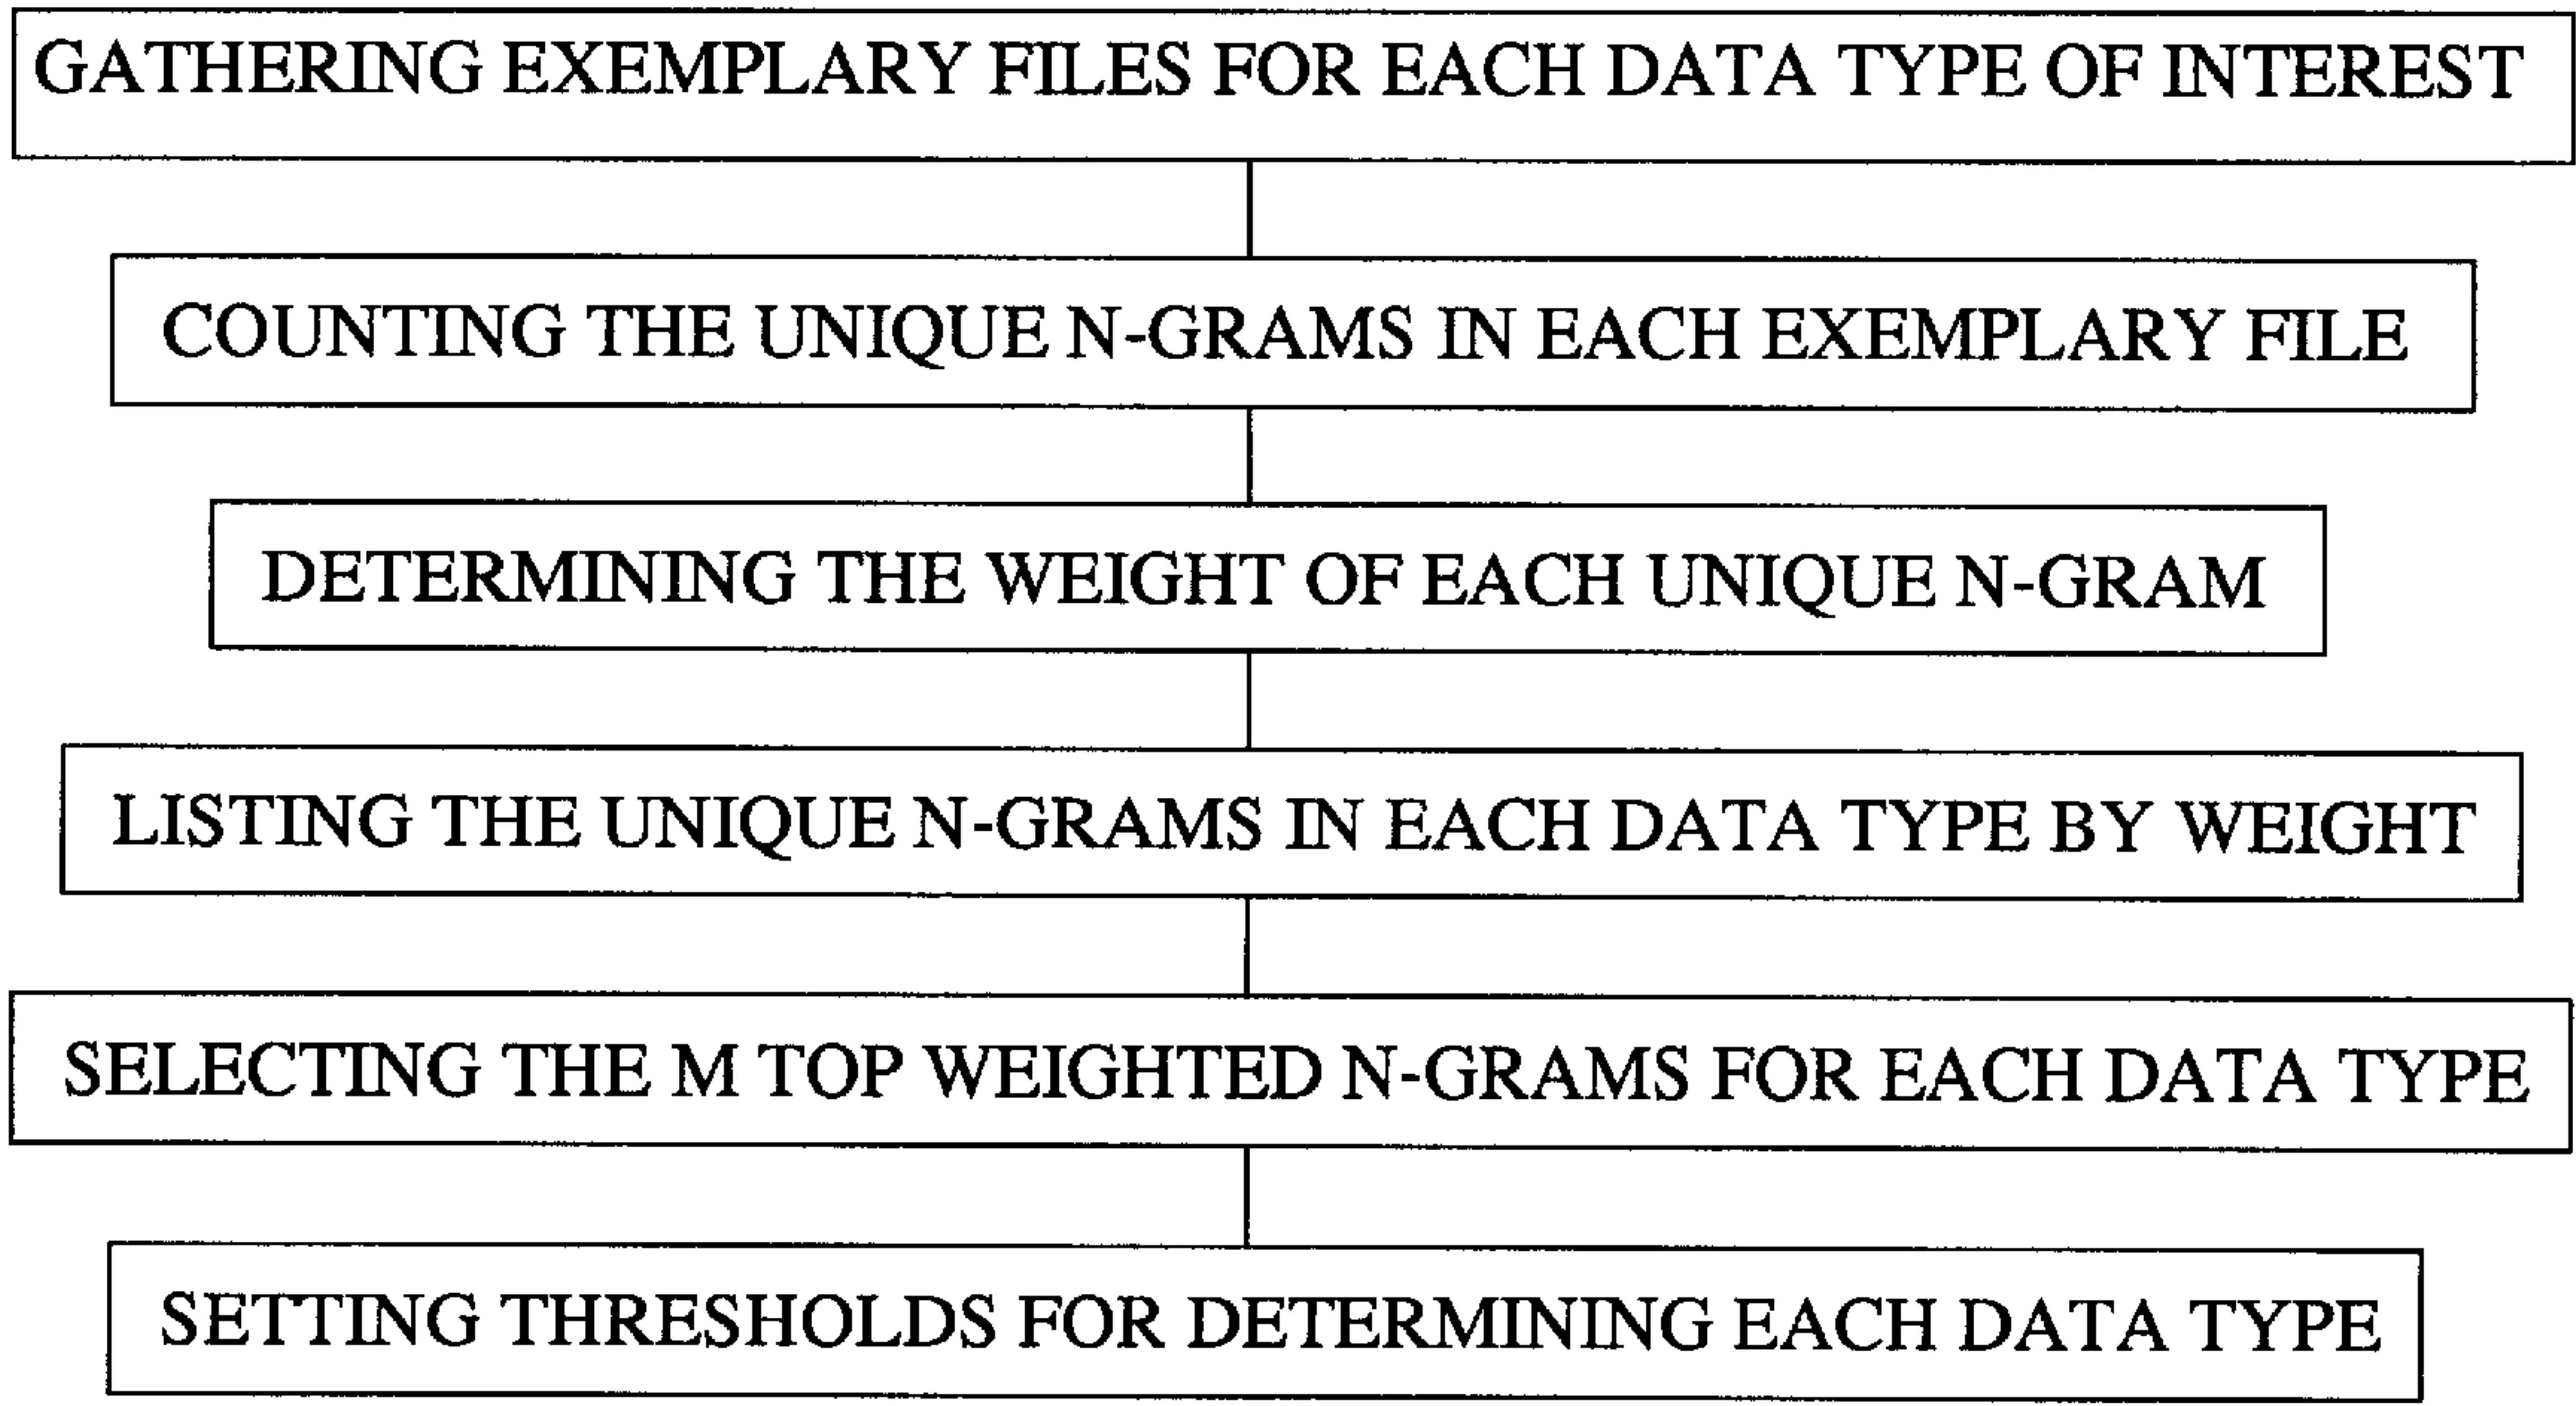 GATHERING EXEMPLARY FILES FOR EACH DATA TYPE OF INTEREST
COUNTING THE UNIQUE N-GRAMS IN EACH EXEMPLARY FILE
DETERMINING THE WEIGHT OF EACH UNIQUE N-GRAM
LISTING THE UNIQUE N-GRAMS IN EACH DATA TYPE BY WEIGHT
SELECTING THE M TOP WEIGHTED N-GRAMS FOR EACH DATA TYPE
SETTING THRESHOLDS FOR DETERMINING EACH DATA TYPE